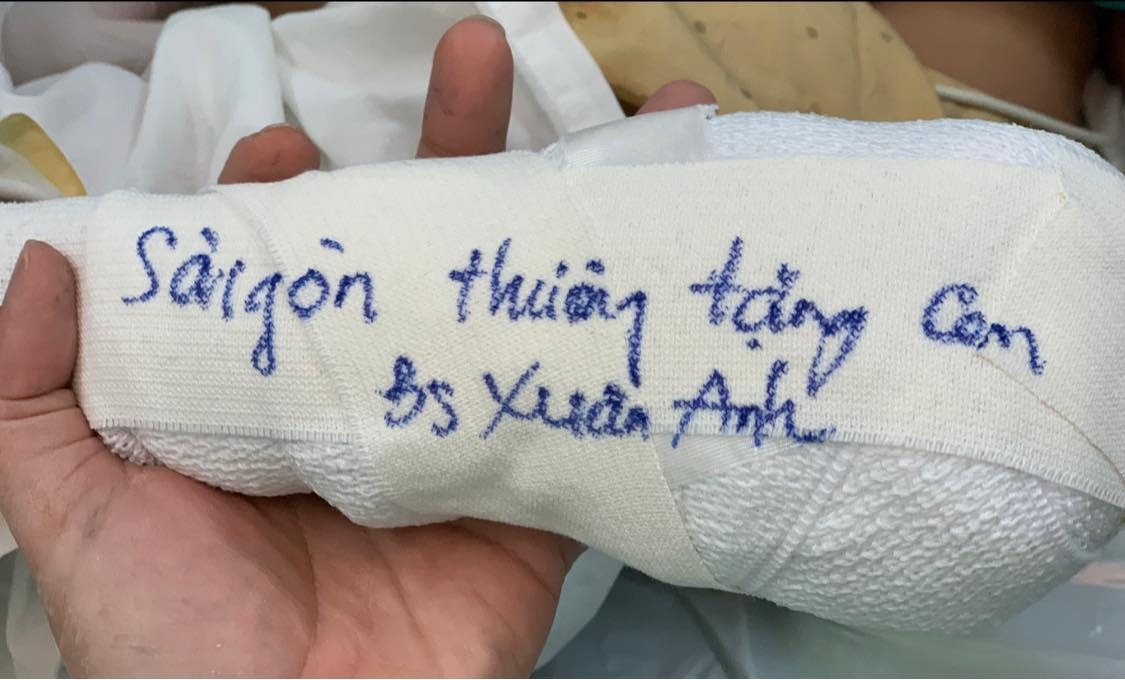 Sàigòn thương tặng con
Bs Xuân Anh